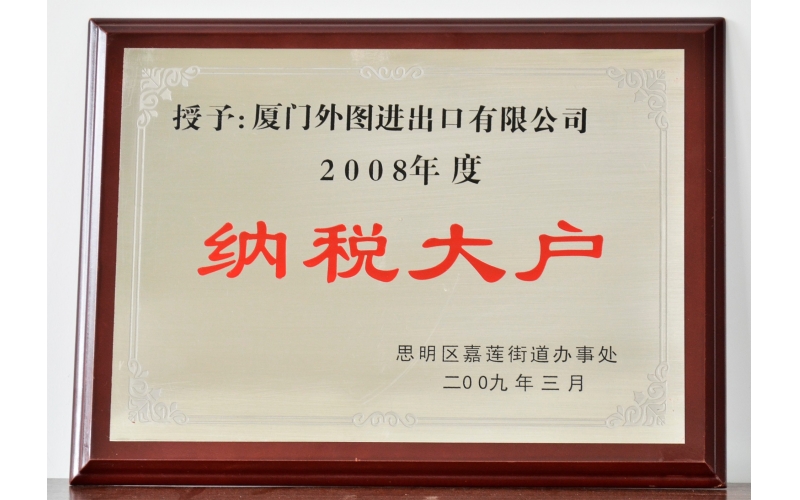 授予:厦门外图进出口有限公司
2008年度
纳税大户
思明区嘉莲街道办事处
二00九年三月